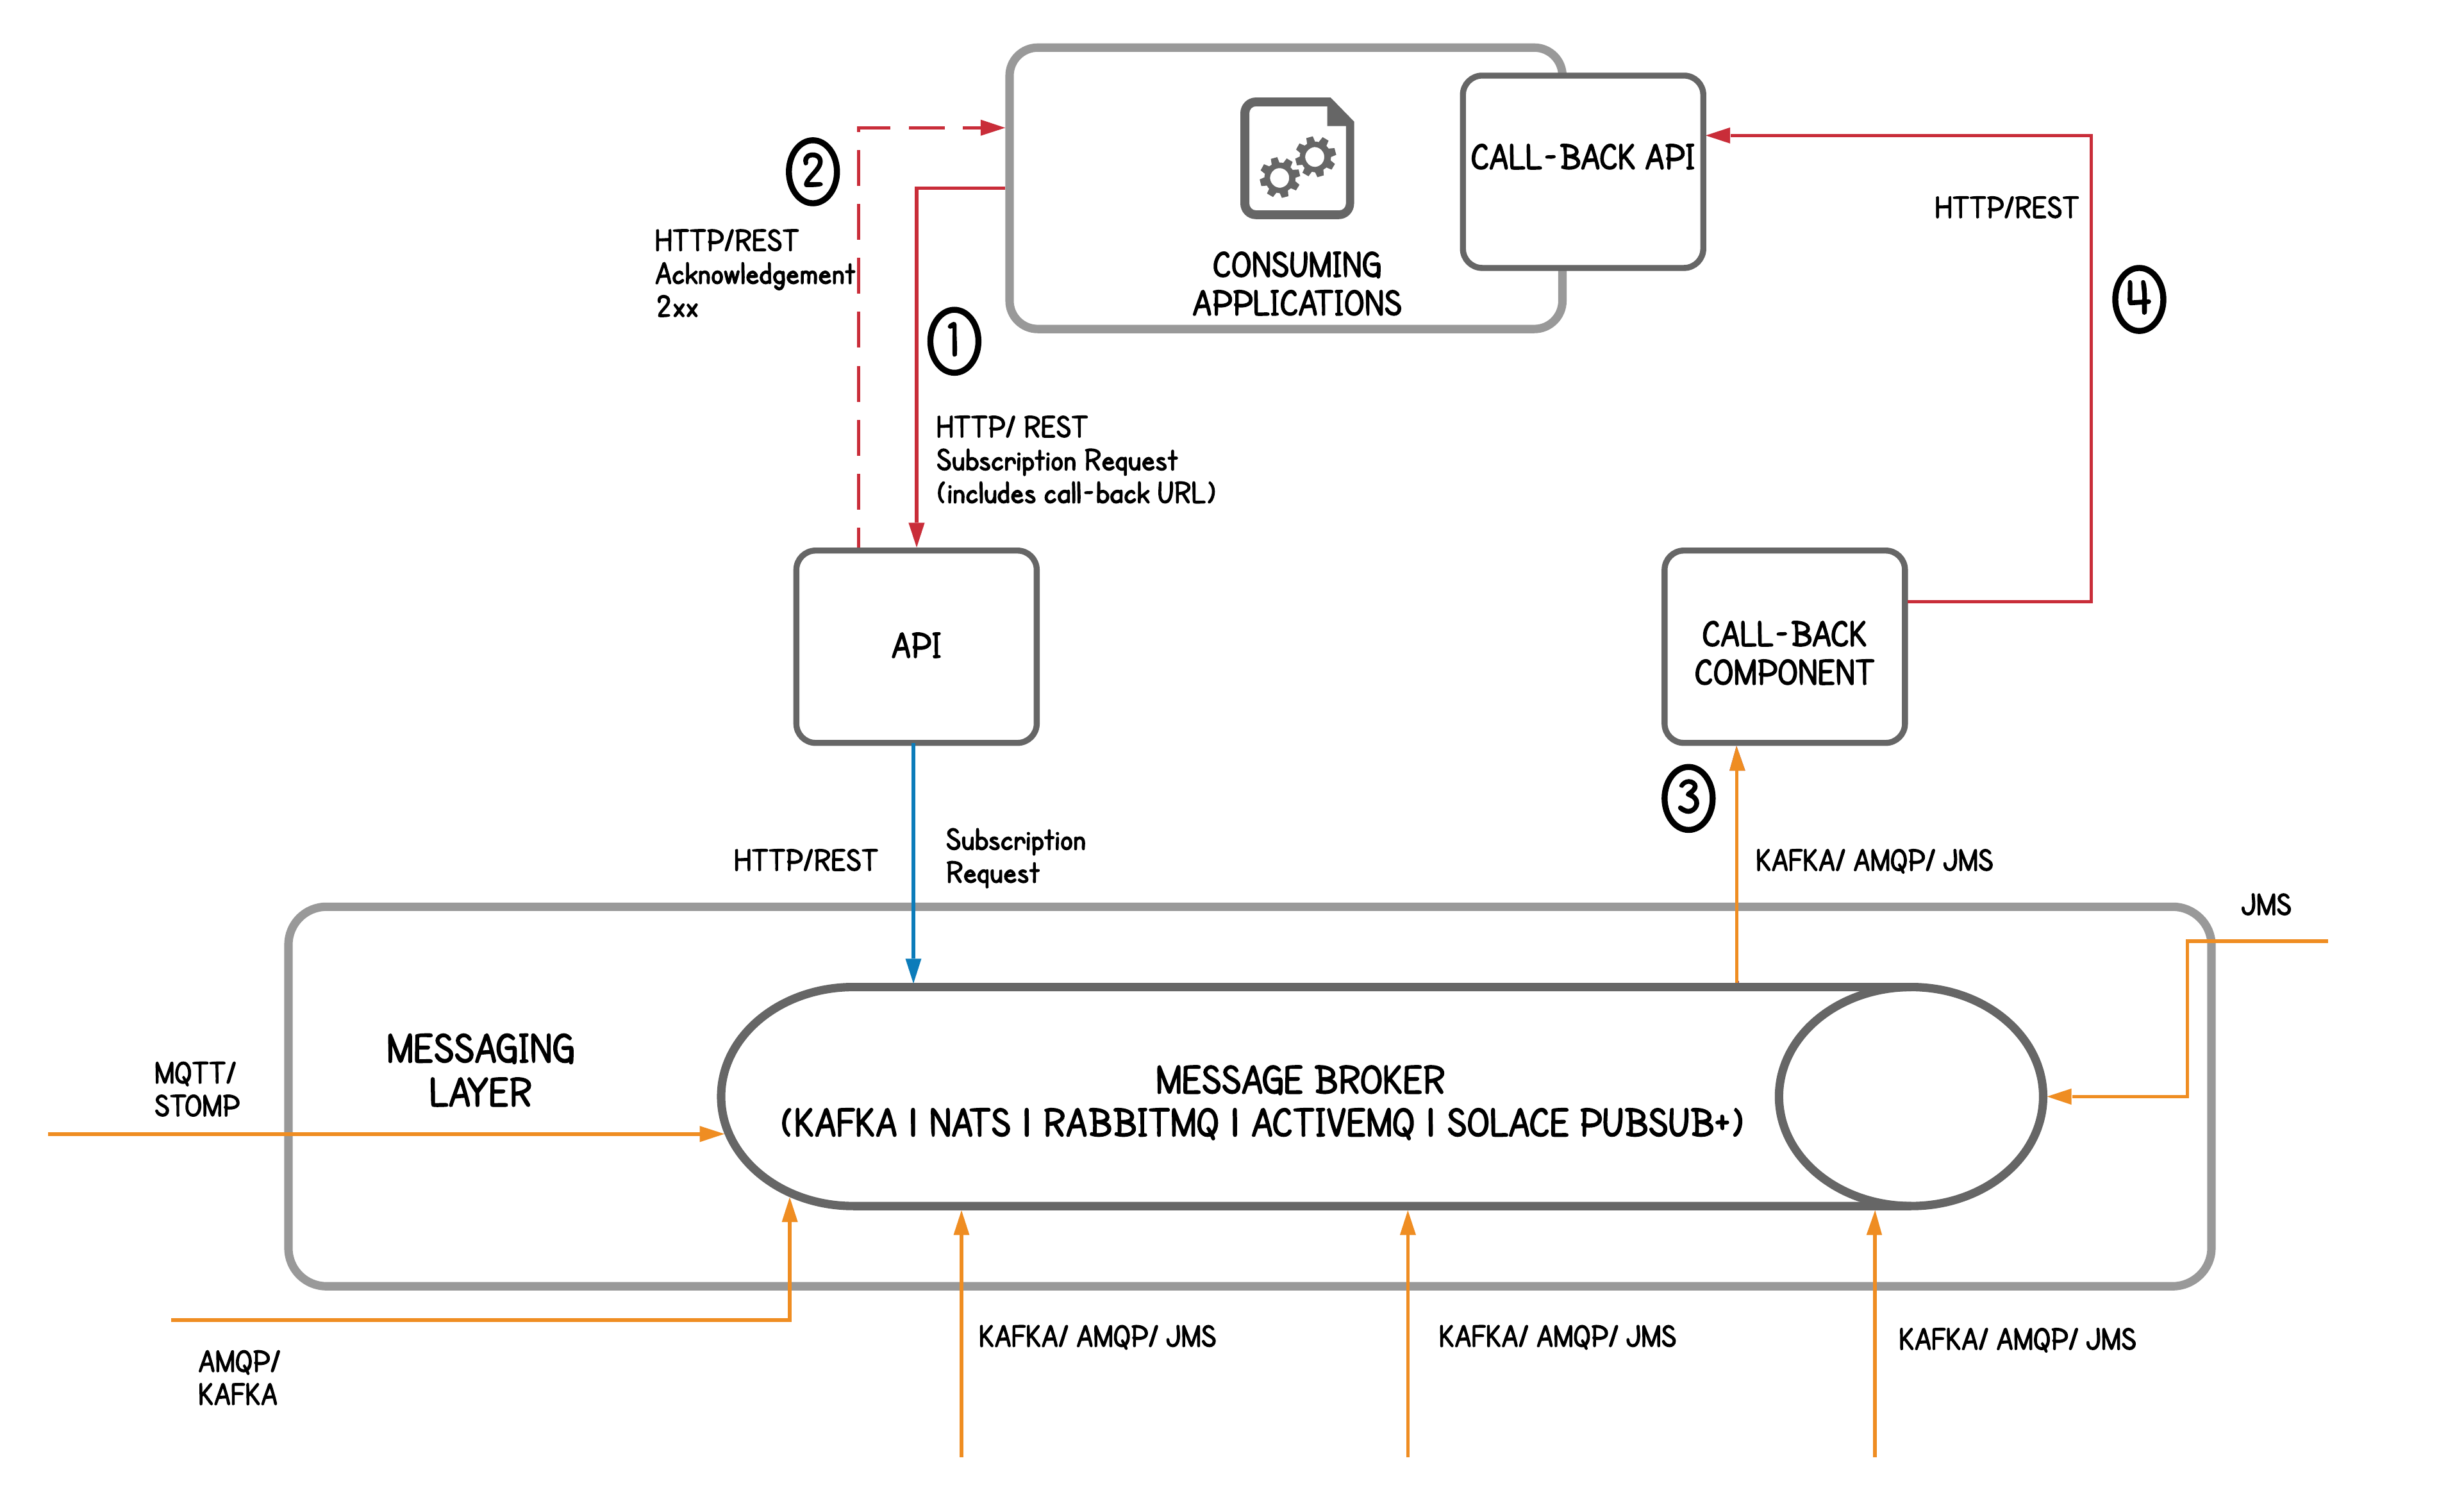 CALL-BACK API
CONSUMING
APPLICATIONS
2
HTTP/REST
Acknowledgement
2xx
1
HTTP/ REST
Subscription Request
(includes call-back URL)
HTTP/REST
4
API
CALL-BACK
COMPONENT
3
HTTP/REST
Subscription
Request
KAFKA/ AMQP/ JMS
JMS
MESSAGING
LAYER
MQTT/
STOMP
MESSAGE BROKER
(KAFKA | NATS | RABBITMQ | ACTIVEMQ | SOLACE PUBSUB+)
AMQP/
KAFKA
KAFKA/ AMQP/ JMS
KAFKA/ AMQP/ JMS
KAFKA/ AMQP/ JMS